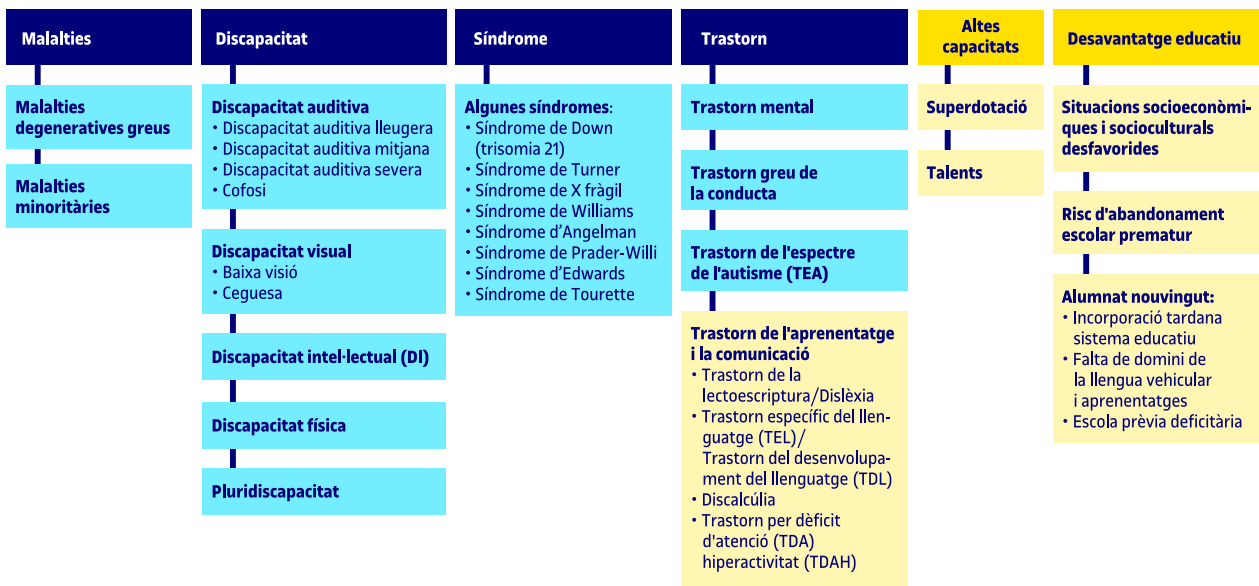 Malalties
Malalties
degeneratives greus
Malalties
minoritàries
Discapacitat
Discapacitat auditiva
• Discapacitat auditiva lleugera
• Discapacitat auditiva mitjana
• Discapacitat auditiva severa
• Cofosi
Discapacitat visual
• Baixa visió
• Ceguesa
Discapacitat intel·lectual (DI)
Discapacitat física
Pluridiscapacitat
Síndrome
Algunes síndromes:
• Síndrome de Down
(trisomia 21)
• Síndrome de Turner
• Síndrome de X fràgil
• Síndrome de Williams
• Síndrome d’Angelman
• Síndrome de Prader-Willi
• Síndrome d’Edwards
• Síndrome de Tourette
Trastorn
Trastorn mental
Trastorn greu de
la conducta
Trastorn de l'espectre
de l'autisme (TEA)
Trastorn de l'aprenentatge
i la comunicació
• Trastorn de la
lectoescriptura/Dislèxia
• Trastorn específic del llen-
guatge (TEL)/
Trastorn del desenvolupa-
ment del llenguatge (TDL)
• Discalcúlia
• Trastorn per dèficit
d'atenció (TDA)
hiperactivitat (TDAH)
Altes
capacitats
Superdotació
Talents
Desavantatge educatiu
Situacions socioeconòmi-
ques i socioculturals
desfavorides
Risc d'abandonament
escolar prematur
Alumnat nouvingut:
• Incorporació tardana
sistema educatiu
• Falta de domini de
la llengua vehicular
i aprenentatges
• Escola prèvia deficitària